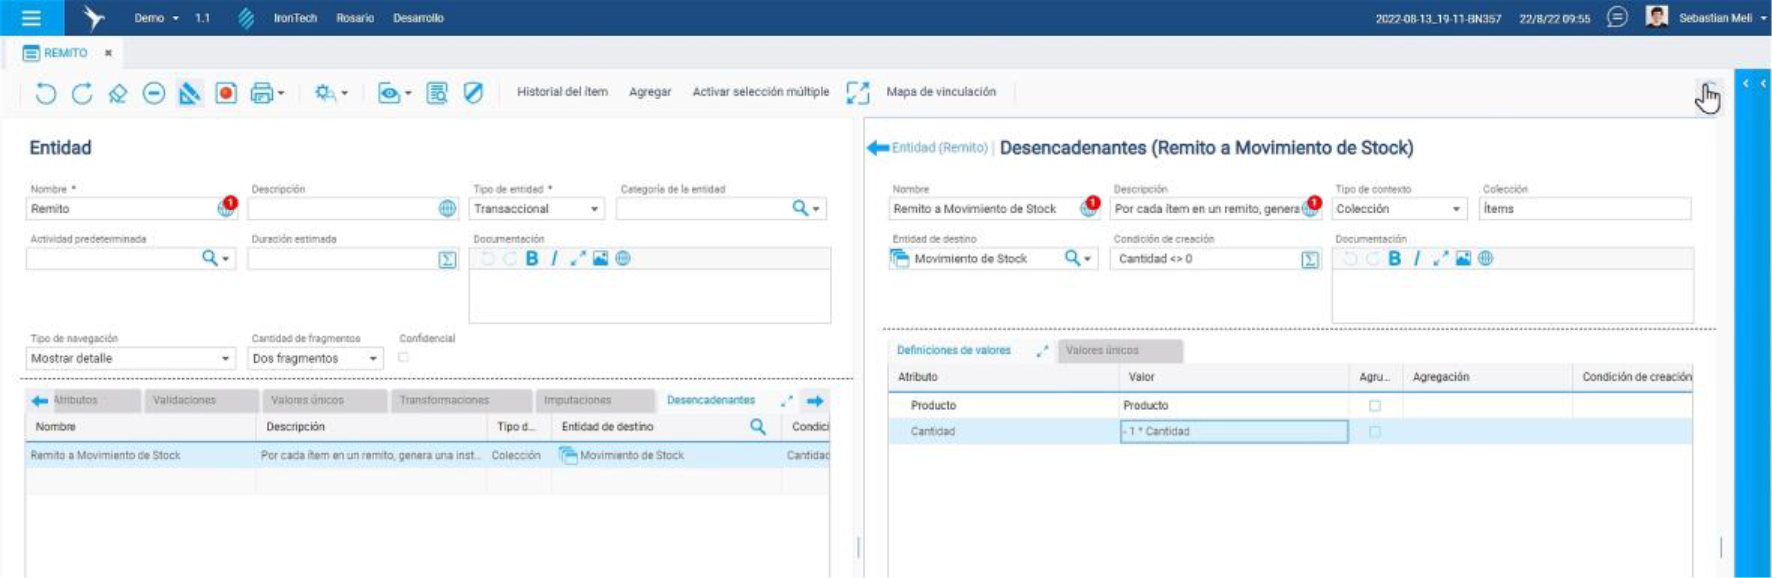 Demo 1.1 IronTech Rosario Desarrollo 2022-08-13_19-11-BN357 22/8/22 09:55 Sebastian Meli
REMITO
Historial del ítem Agregar Activar selección múltiple Mapa de vinculación
Entidad
Nombre * Descripción Tipo de entidad * Categoría de la entidad
Remito 1 Transaccional
Actividad predeterminada Duración estimada Documentación
B I
Tipo de navegación Cantidad de fragmentos Confidencial
Mostrar detalle Dos fragmentos
Atributos Validaciones Valores únicos Transformaciones Imputaciones Desencadenantes
Nombre Descripción Tipo d... Entidad de destino Condici
Remito a Movimiento de Stock Por cada ítem en un remito, genera una inst... Colección Movimiento de Stock Cantidad
Entidad (Remito) | Desencadenantes (Remito a Movimiento de Stock)
Nombre Descripción Tipo de contexto Colección
Remito a Movimiento de Stock 1 Por cada ítem en un remito, genera 1 Colección Ítems
Entidad de destino Condición de creación Documentación
Movimiento de Stock Cantidad <> 0 B I
Definiciones de valores Valores únicos
Atributo Valor Agru... Agregación Condición de creación
Producto Producto
Cantidad - 1 * Cantidad